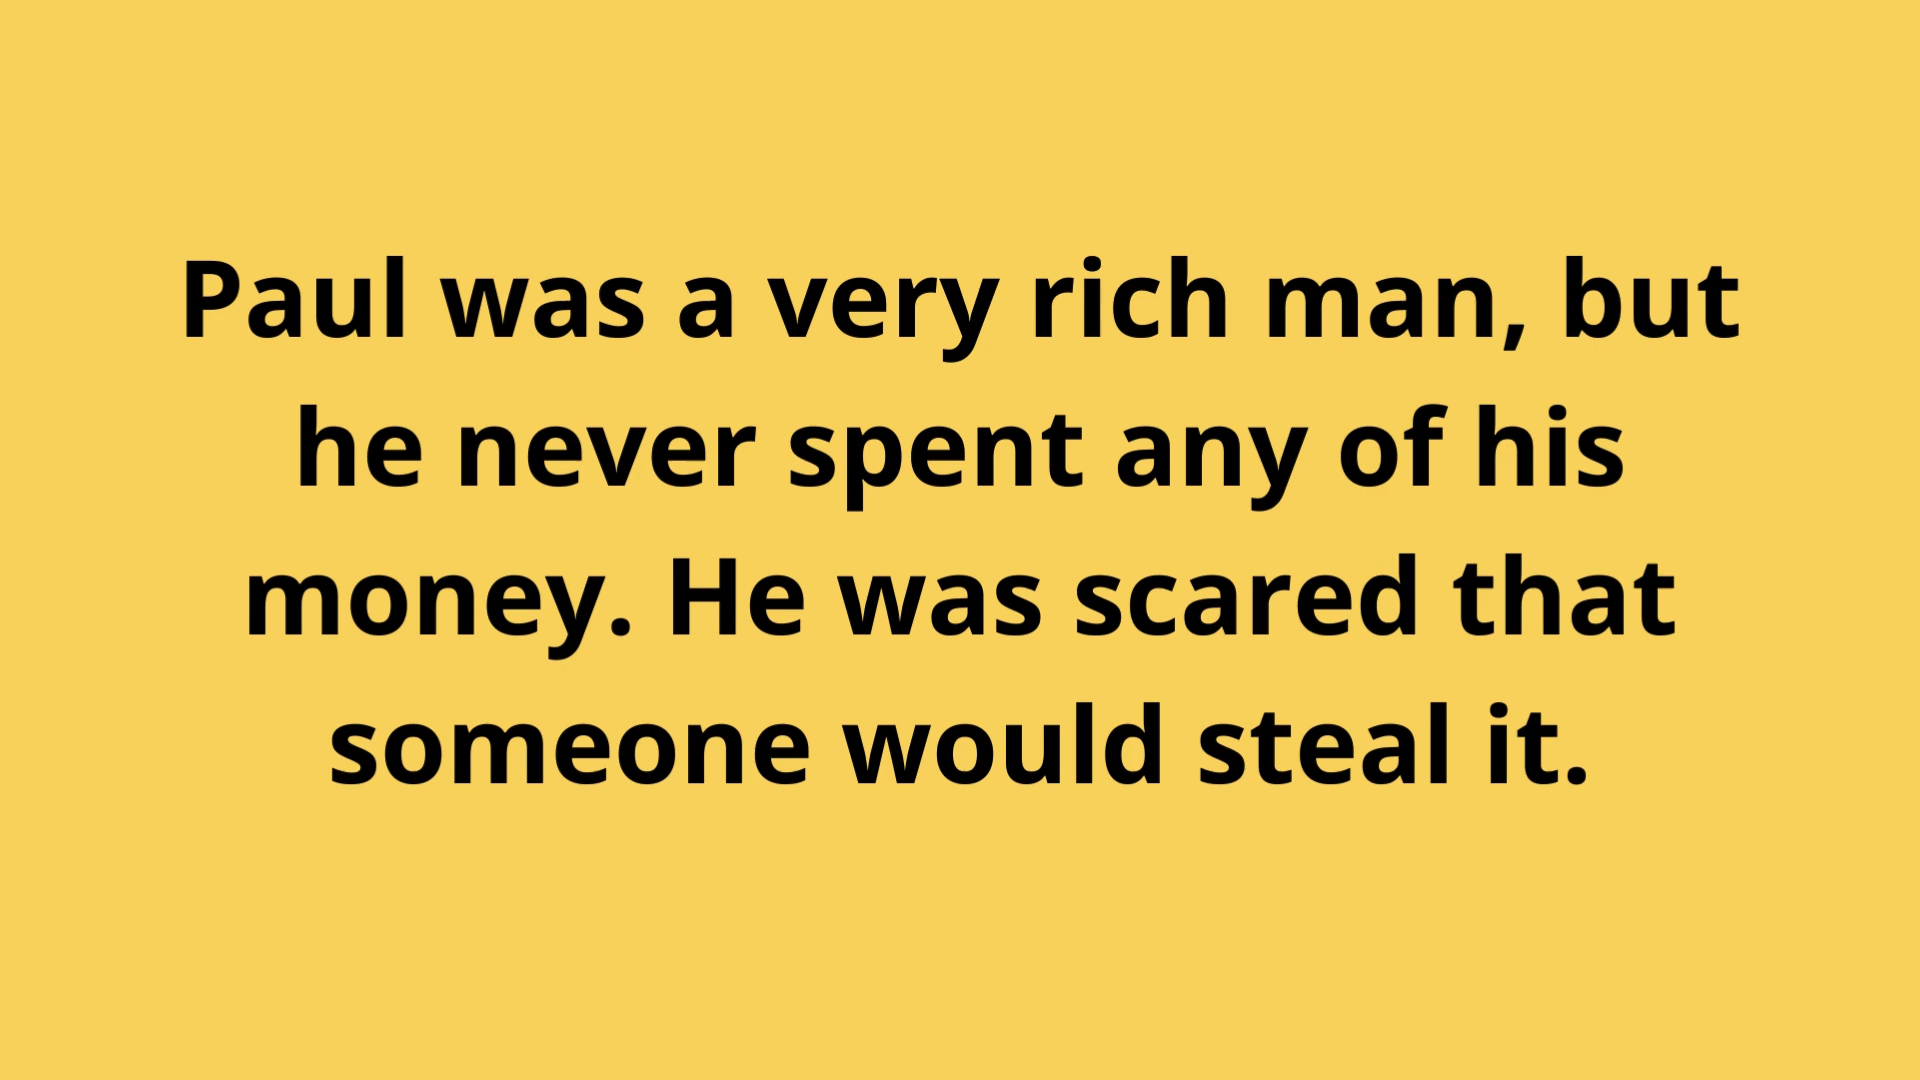 Paul was a very rich man, but
he never spent any of his
money. He was scared that
someone would steal it.